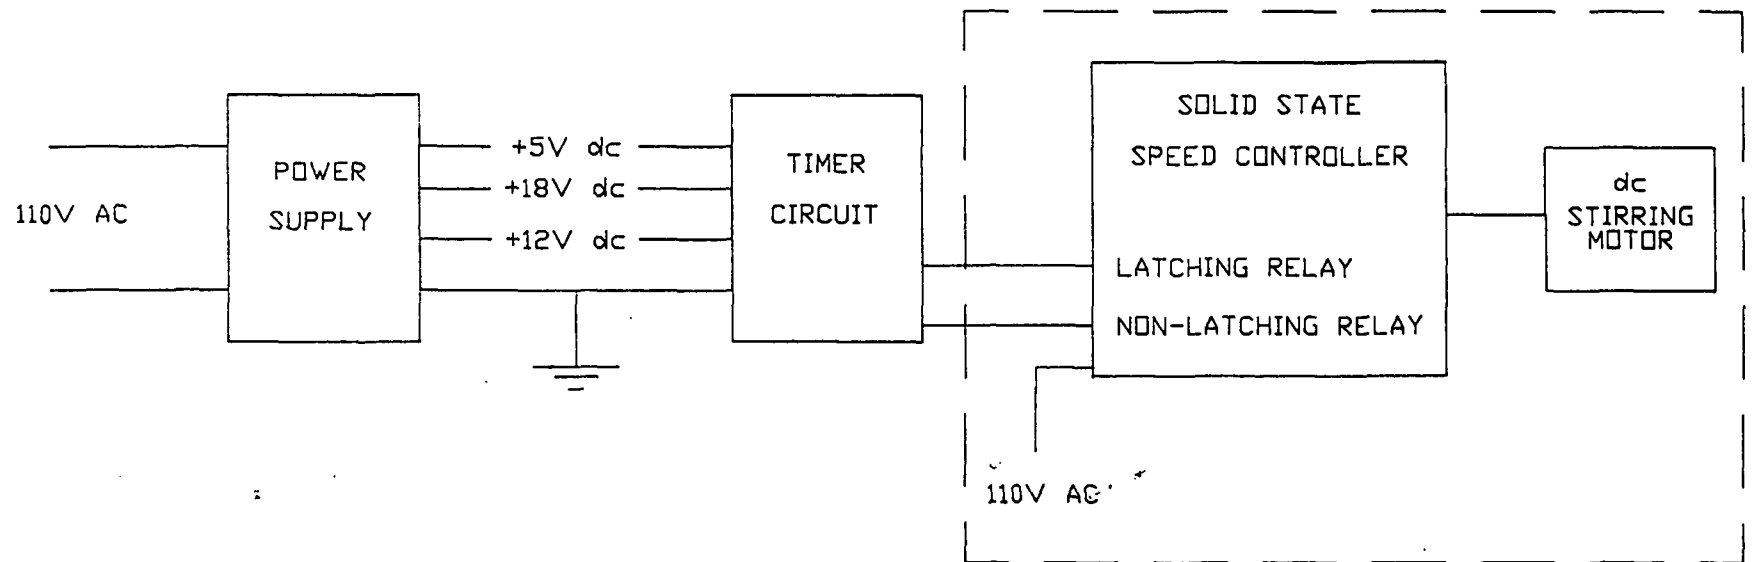 110V AC
POWER
SUPPLY
+5V dc
+18V dc
+12V dc
TIMER
CIRCUIT
SOLID STATE
SPEED CONTROLLER
LATCHING RELAY
NON-LATCHING RELAY
110V AC
dc
STIRRING
MOTOR